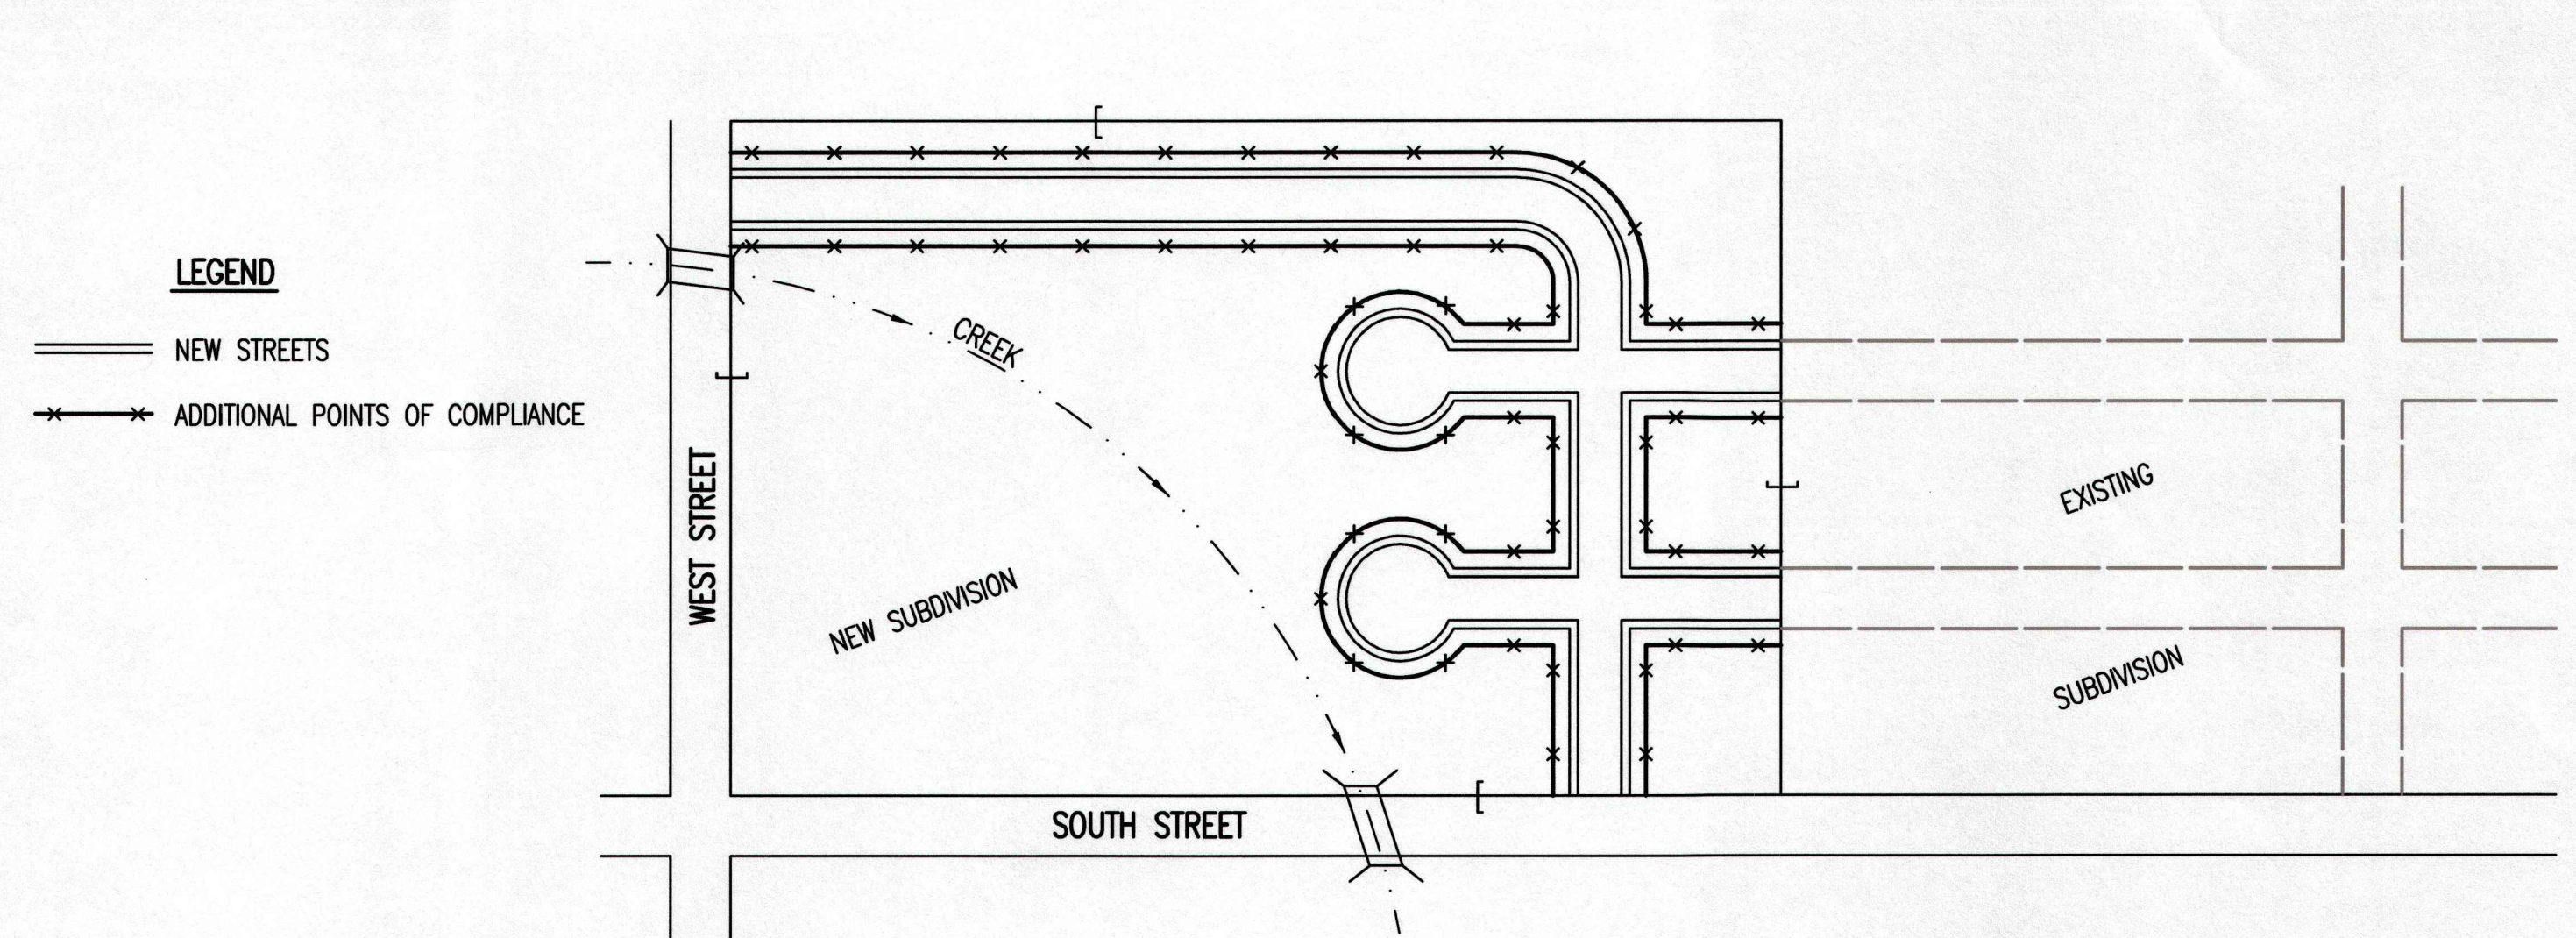 LEGEND
NEW STREETS
ADDITIONAL POINTS OF COMPLIANCE
WEST STREET
CREEK
NEW SUBDIVISION
SOUTH STREET
EXISTING
SUBDIVISION